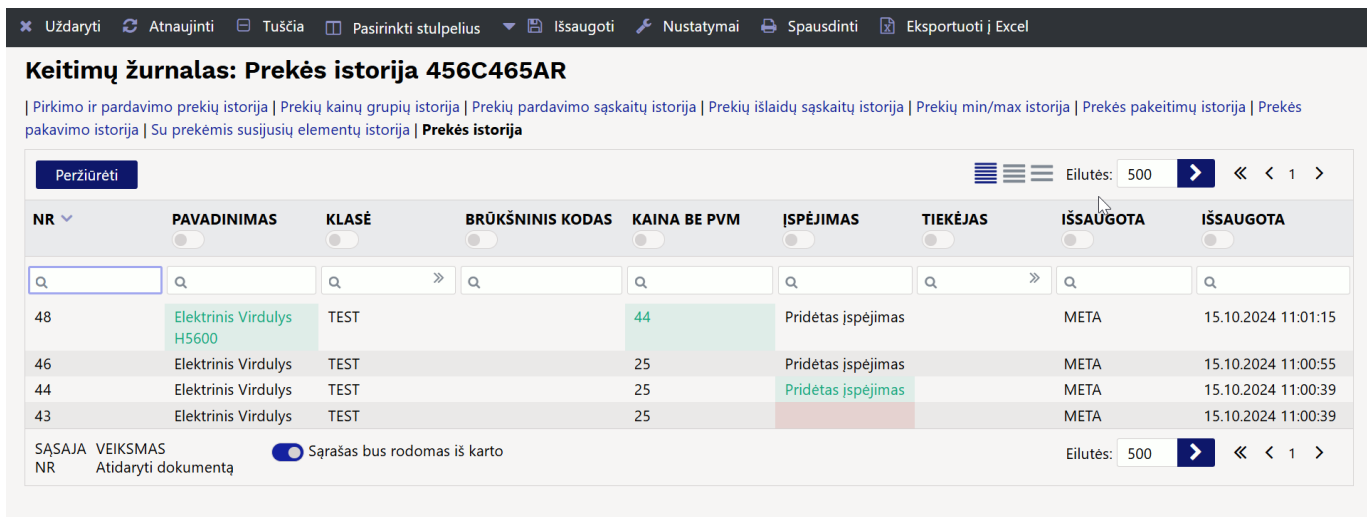 Uždaryti Atnaujinti Tuščia Pasirinkti stulpelius Išsaugoti Nustatymai Spausdinti Eksportuoti į Excel
Keitimų žurnalas: Prekės istorija 456C465AR
| Pirkimo ir pardavimo prekių istorija | Prekių kainų grupių istorija | Prekių pardavimo sąskaitų istorija | Prekių išlaidų sąskaitų istorija | Prekių min/max istorija | Prekės pakeitimų istorija | Prekės
pakavimo istorija | Su prekėmis susijusių elementų istorija | Prekės istorija
Peržiūrėti Eilutės: 500 1
NR PAVADINIMAS KLASĖ BRŪKŠNINIS KODAS KAINA BE PVM ĮSPĖJIMAS TIEKĖJAS IŠSAUGOTA IŠSAUGOTA
48 Elektrinis Virdulys TEST 44 Pridėtas įspėjimas META 15.10.2024 11:01:15
H5600
46 Elektrinis Virdulys TEST 25 Pridėtas įspėjimas META 15.10.2024 11:00:55
44 Elektrinis Virdulys TEST 25 Pridėtas įspėjimas META 15.10.2024 11:00:39
43 Elektrinis Virdulys TEST 25 META 15.10.2024 11:00:39
SĄSAJA VEIKSMAS Sąrašas bus rodomas iš karto Eilutės: 500 1
NR Atidaryti dokumentą